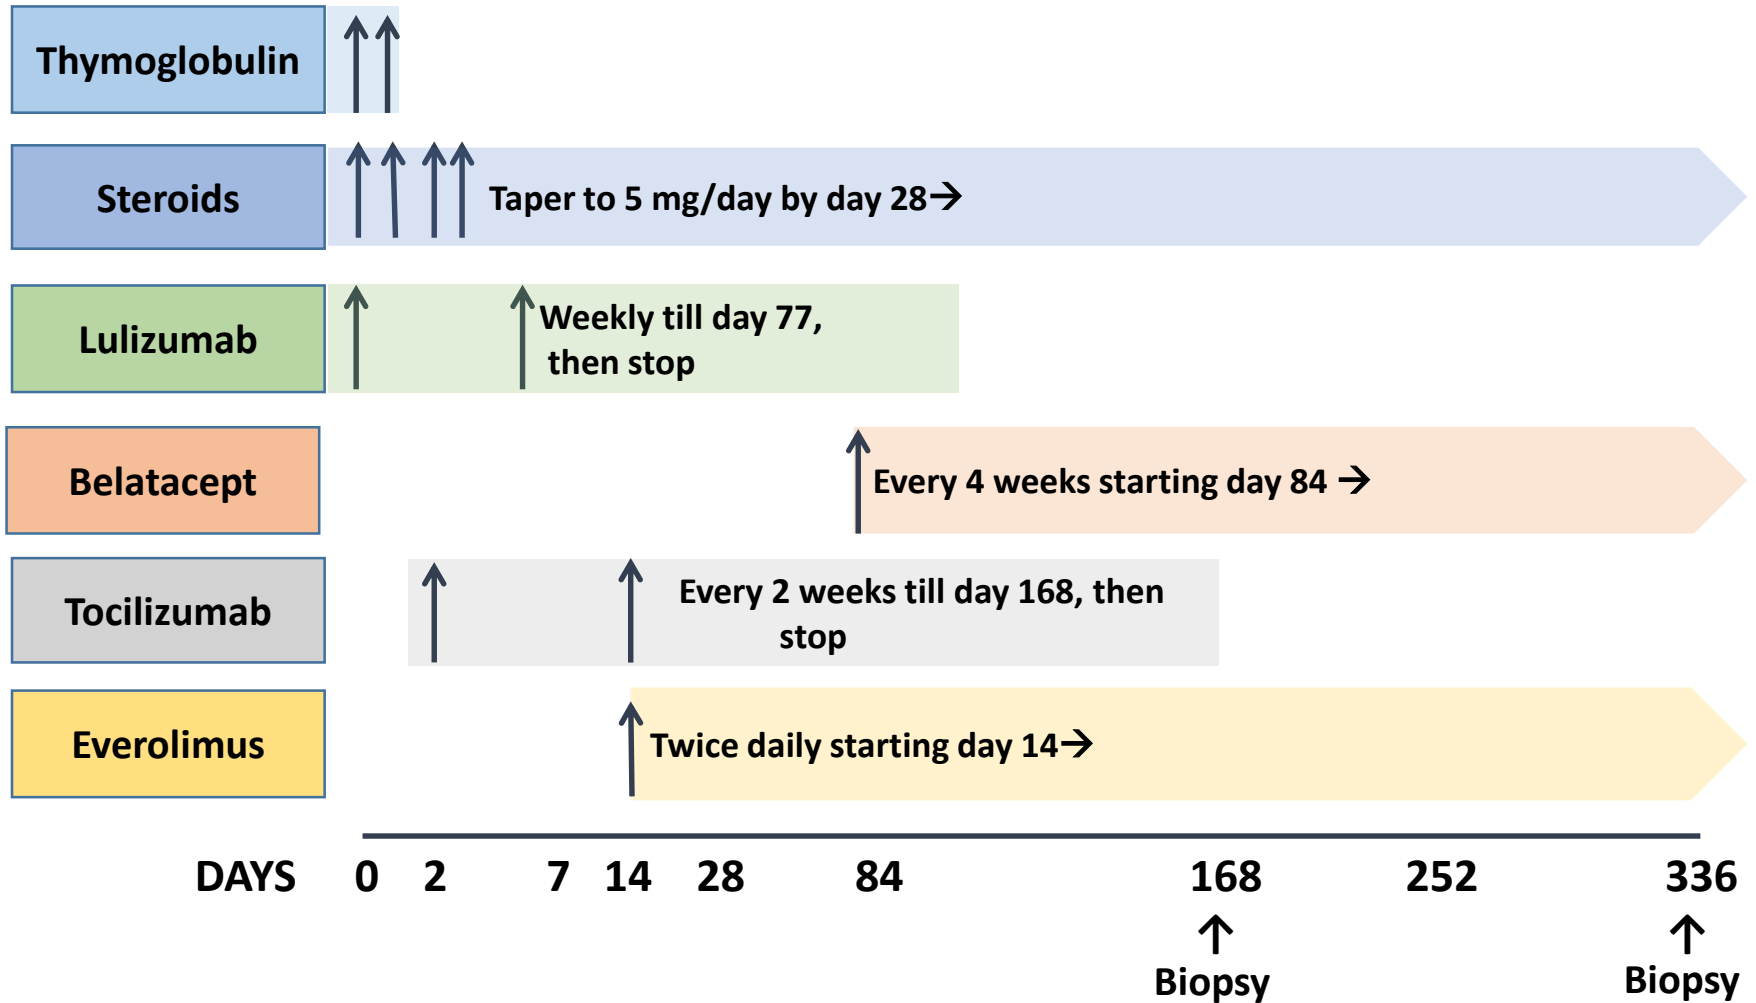 Thymoglobulin
Steroids
Taper to 5 mg/day by day 28→
Lulizumab
Weekly till day 77,
then stop
Belatacept
Every 4 weeks starting day 84 →
Tocilizumab
Every 2 weeks till day 168, then
stop
Everolimus
Twice daily starting day 14→
DAYS 0 2 7 14 28 84 168 252 336
Biopsy Biopsy